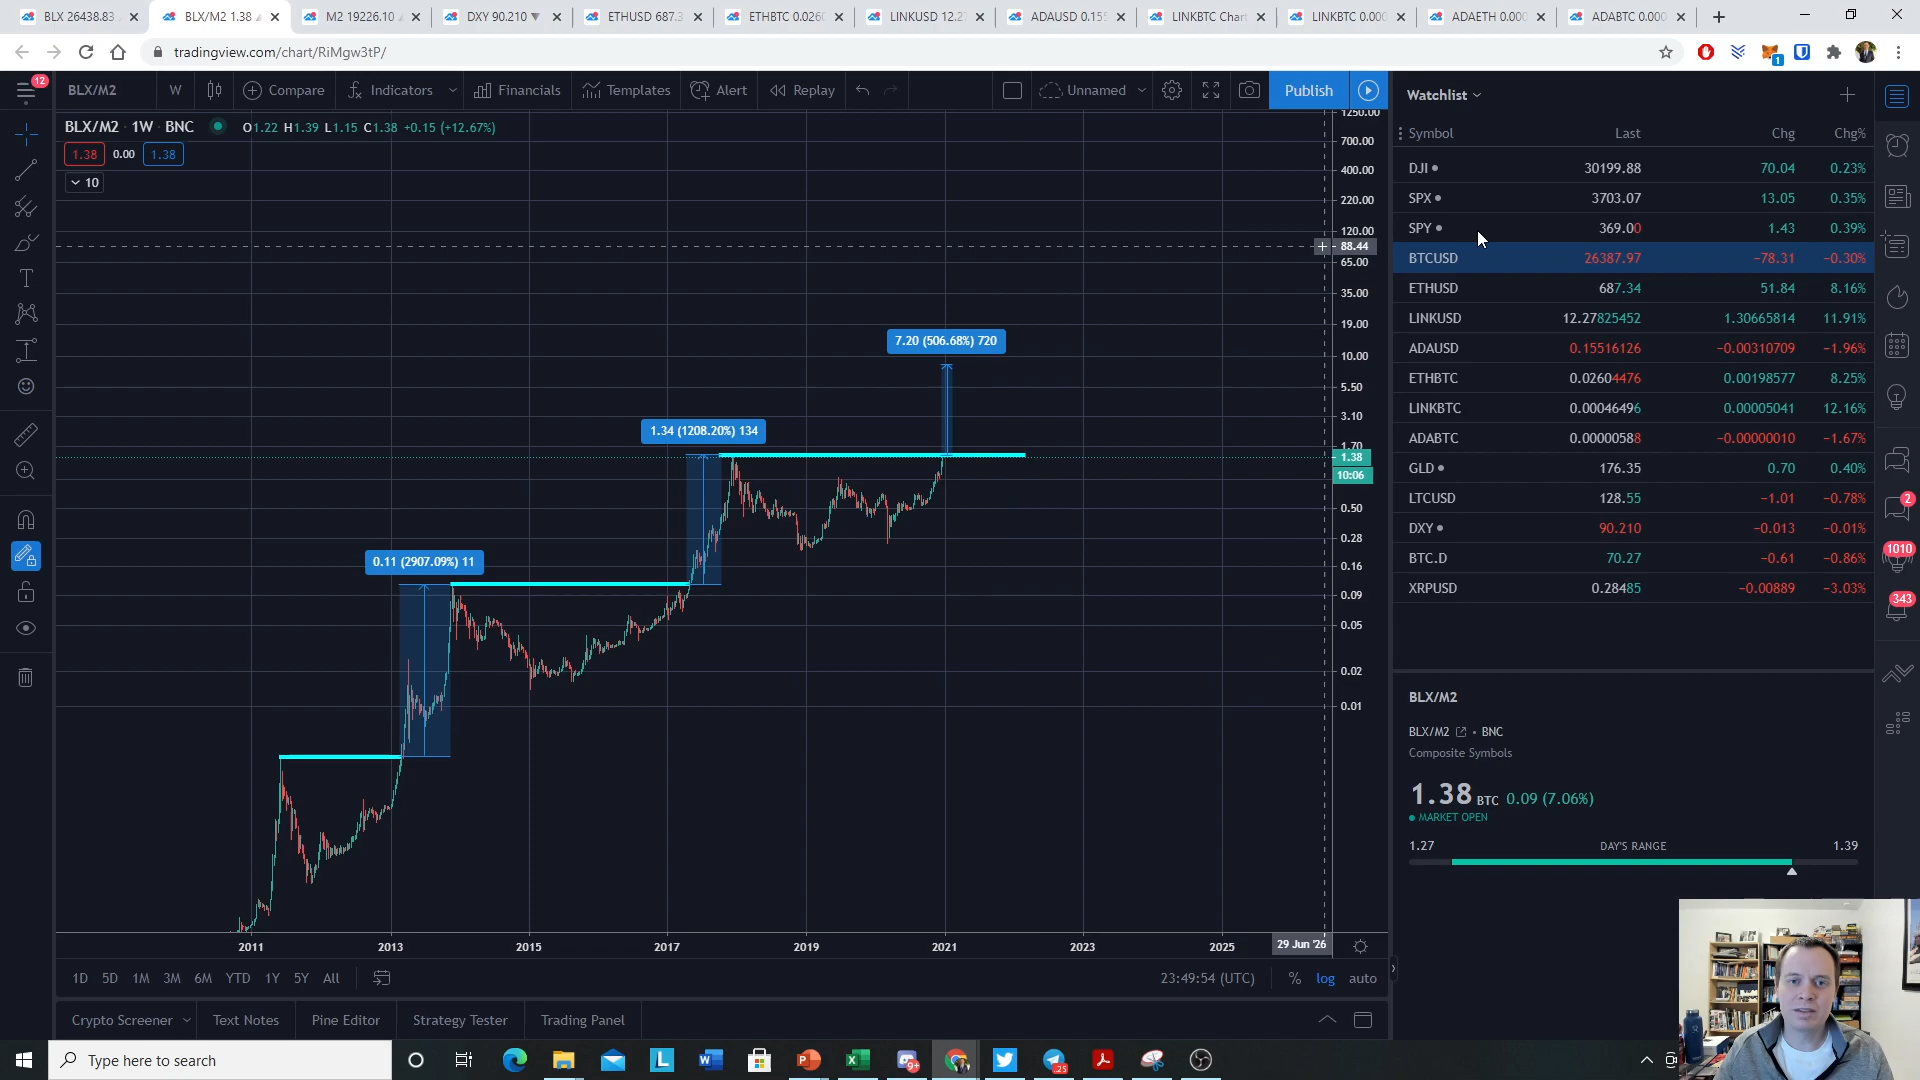 BLX 26438.83
BLX/M2 1.38
M2 19226.10
DXY 90.210
ETHUSD 687.3
ETHBTC 0.026
LINKUSD 12.2
ADAUSD 0.155
LINKBTC Chart
LINKBTC 0.000
ADAETH 0.000
ADABTC 0.000
tradingview.com/chart/RiMgw3tP/
1
12
BLX/M2
W
Compare
Indicators
Financials
Templates
Alert
Replay
Unnamed
Publish
BLX/M2 · 1W · BNC
O1.22 H1.39 L1.15 C1.38 +0.15 (+12.67%)
1.38 0.00 1.38
10
1250.00
700.00
400.00
220.00
120.00
88.44
65.00
35.00
19.00
10.00
5.50
3.10
1.70
1.38
10:06
0.50
0.28
0.16
0.09
0.05
0.02
0.01
7.20 (506.68%) 720
1.34 (1208.20%) 134
0.11 (2907.09%) 11
2011 2013 2015 2017 2019 2021 2023 2025
29 Jun '26
1D 5D 1M 3M 6M YTD 1Y 5Y All
23:49:54 (UTC) % log auto
Crypto Screener
Text Notes
Pine Editor
Strategy Tester
Trading Panel
Watchlist
Symbol Last Chg Chg%
DJI 30199.88 70.04 0.23%
SPX 3703.07 13.05 0.35%
SPY 369.00 1.43 0.39%
BTCUSD 26387.97 −78.31 −0.30%
ETHUSD 687.34 51.84 8.16%
LINKUSD 12.27825452 1.30665814 11.91%
ADAUSD 0.15516126 −0.00310709 −1.96%
ETHBTC 0.02604476 0.00198577 8.25%
LINKBTC 0.00046496 0.00005041 12.16%
ADABTC 0.00000588 −0.00000010 −1.67%
GLD 176.35 0.70 0.40%
LTCUSD 128.55 −1.01 −0.78%
DXY 90.210 −0.013 −0.01%
BTC.D 70.27 −0.61 −0.86%
XRPUSD 0.28485 −0.00889 −3.03%
2
1010
343
BLX/M2
BLX/M2 • BNC
Composite Symbols
1.38 BTC 0.09 (7.06%)
MARKET OPEN
1.27 DAY'S RANGE 1.39
Type here to search
9+
25